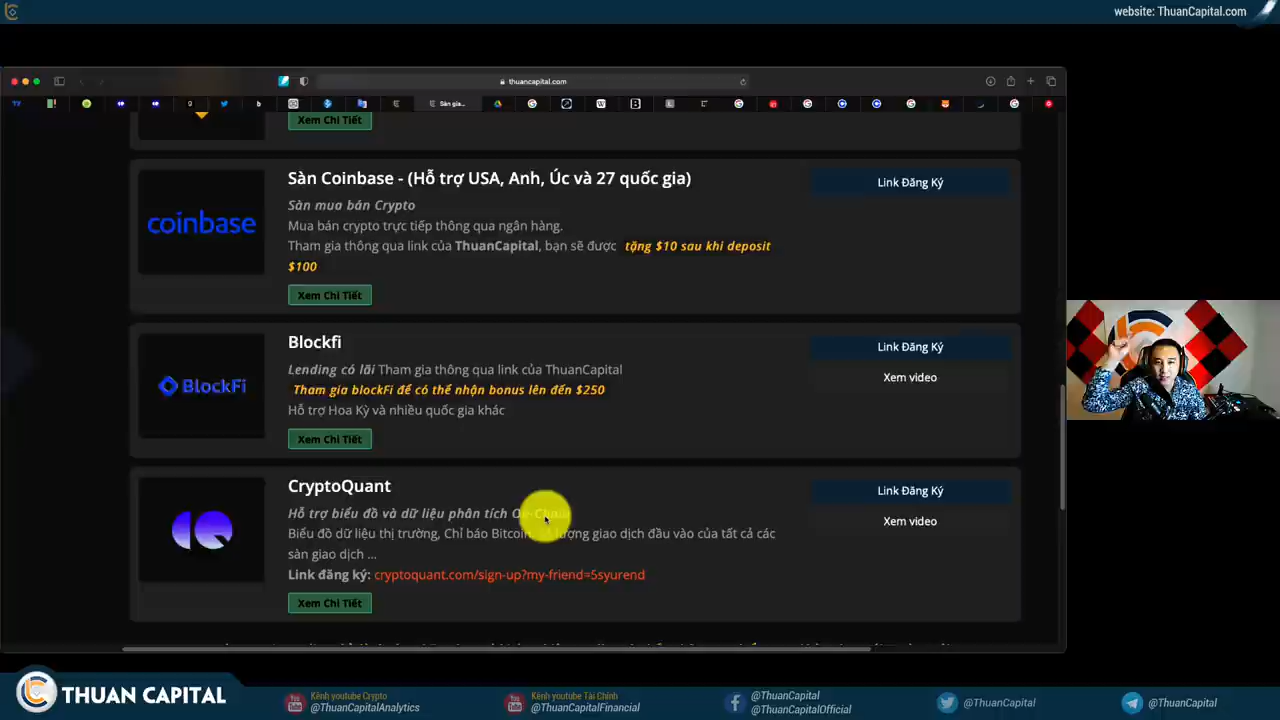 website: ThuanCapital.com
thuancapital.com
Sàn gia...
Xem Chi Tiết
Sàn Coinbase - (Hỗ trợ USA, Anh, Úc và 27 quốc gia)
Link Đăng Ký
Sàn mua bán Crypto
coinbase
Mua bán crypto trực tiếp thông qua ngân hàng.
Tham gia thông qua link của ThuanCapital, bạn sẽ được tặng $10 sau khi deposit
$100
Xem Chi Tiết
Blockfi
Link Đăng Ký
Lending có lãi Tham gia thông qua link của ThuanCapital
Xem video
BlockFi
Tham gia blockFi để có thể nhận bonus lên đến $250
Hỗ trợ Hoa Kỳ và nhiều quốc gia khác
Xem Chi Tiết
CryptoQuant
Link Đăng Ký
Hỗ trợ biểu đồ và dữ liệu phân tích On-Chain
Xem video
Biểu đồ dữ liệu thị trường, Chỉ báo Bitcoin, lượng giao dịch đầu vào của tất cả các
sàn giao dịch ...
Link đăng ký: cryptoquant.com/sign-up?my-friend=5syurend
Xem Chi Tiết
THUAN CAPITAL
Kênh youtube Crypto
@ThuanCapitalAnalytics
Kênh youtube Tài Chính
@ThuanCapitalFinancial
@ThuanCapital
@ThuanCapitalOfficial
@ThuanCapital
@ThuanCapital